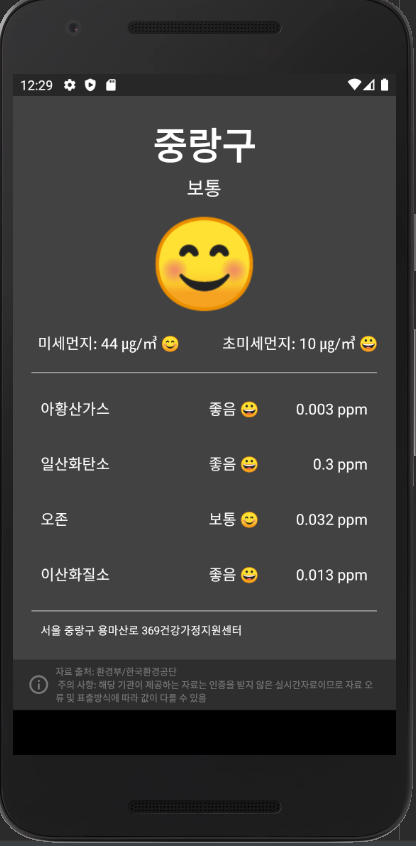 12:29
중랑구
보통
미세먼지: 44 ㎍/㎥ 😊 초미세먼지: 10 ㎍/㎥ 😀
아황산가스 좋음 😀 0.003 ppm
일산화탄소 좋음 😀 0.3 ppm
오존 보통 😊 0.032 ppm
이산화질소 좋음 😀 0.013 ppm
서울 중랑구 용마산로 369건강가정지원센터
자료 출처: 환경부/한국환경공단
주의 사항: 해당 기관이 제공하는 자료는 인증을 받지 않은 실시간자료이므로 자료 오
류 및 표출방식에 따라 값이 다를 수 있음